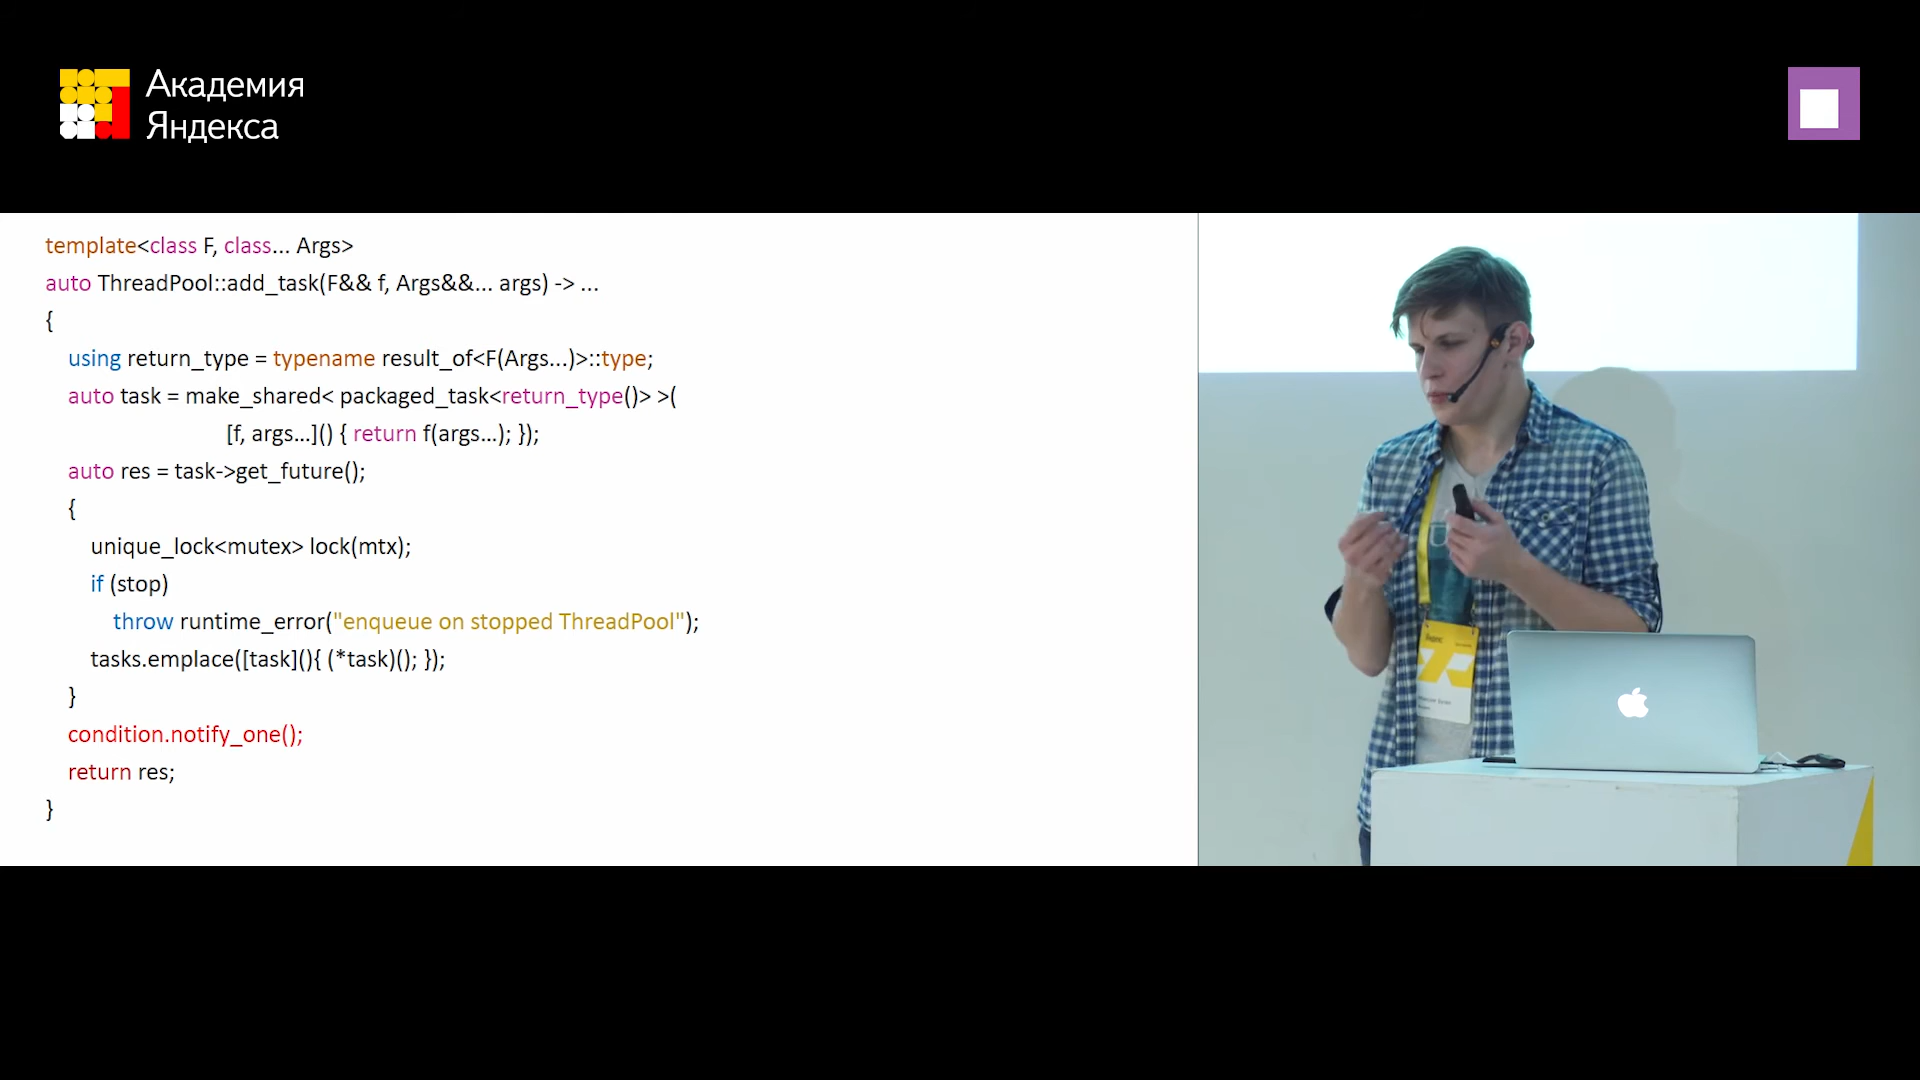 Академия
Яндекса
template<class F, class... Args>
auto ThreadPool::add_task(F&& f, Args&&... args) -> ...
{
using return_type = typename result_of<F(Args...)>::type;
auto task = make_shared< packaged_task<return_type()> >(
[f, args...]() { return f(args...); });
auto res = task->get_future();
{
unique_lock<mutex> lock(mtx);
if (stop)
throw runtime_error("enqueue on stopped ThreadPool");
tasks.emplace([task](){ (*task)(); });
}
condition.notify_one();
return res;
}